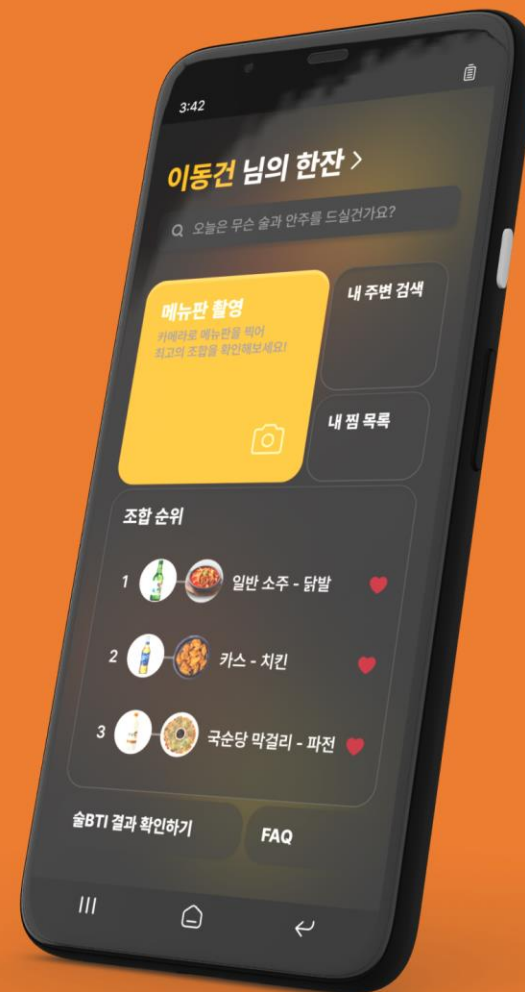 3:42
이동건 님의 한잔 >
오늘은 무슨 술과 안주를 드실건가요?
메뉴판 촬영
카메라로 메뉴판을 찍어
최고의 조합을 확인해보세요!
내 주변 검색
내 찜 목록
조합 순위
1 일반 소주 - 닭발
2 카스 - 치킨
3 국순당 막걸리 - 파전
술BTI 결과 확인하기
FAQ